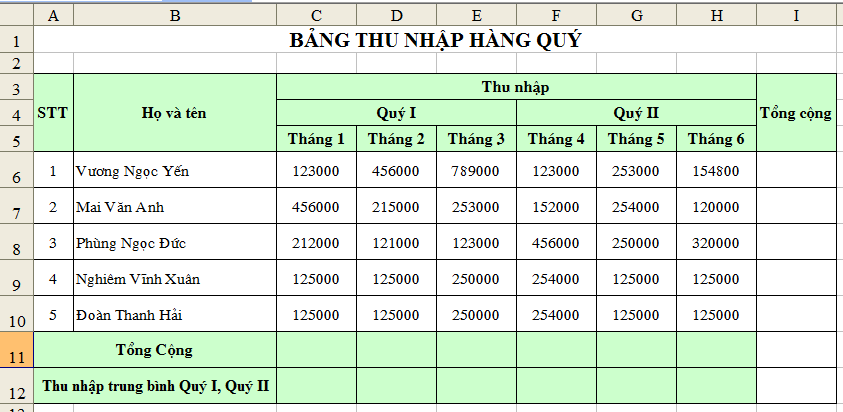 A B C D E F G H I
1 BẢNG THU NHẬP HÀNG QUÝ
2
3 Thu nhập
4 STT Họ và tên Quý I Quý II Tổng cộng
5 Tháng 1 Tháng 2 Tháng 3 Tháng 4 Tháng 5 Tháng 6
6 1 Vương Ngọc Yến 123000 456000 789000 123000 253000 154800
7 2 Mai Văn Anh 456000 215000 253000 152000 254000 120000
8 3 Phùng Ngọc Đức 212000 121000 123000 456000 250000 320000
9 4 Nghiêm Vĩnh Xuân 125000 125000 250000 254000 125000 125000
10 5 Đoàn Thanh Hải 125000 125000 250000 254000 125000 125000
11 Tổng Cộng
12 Thu nhập trung bình Quý I, Quý II